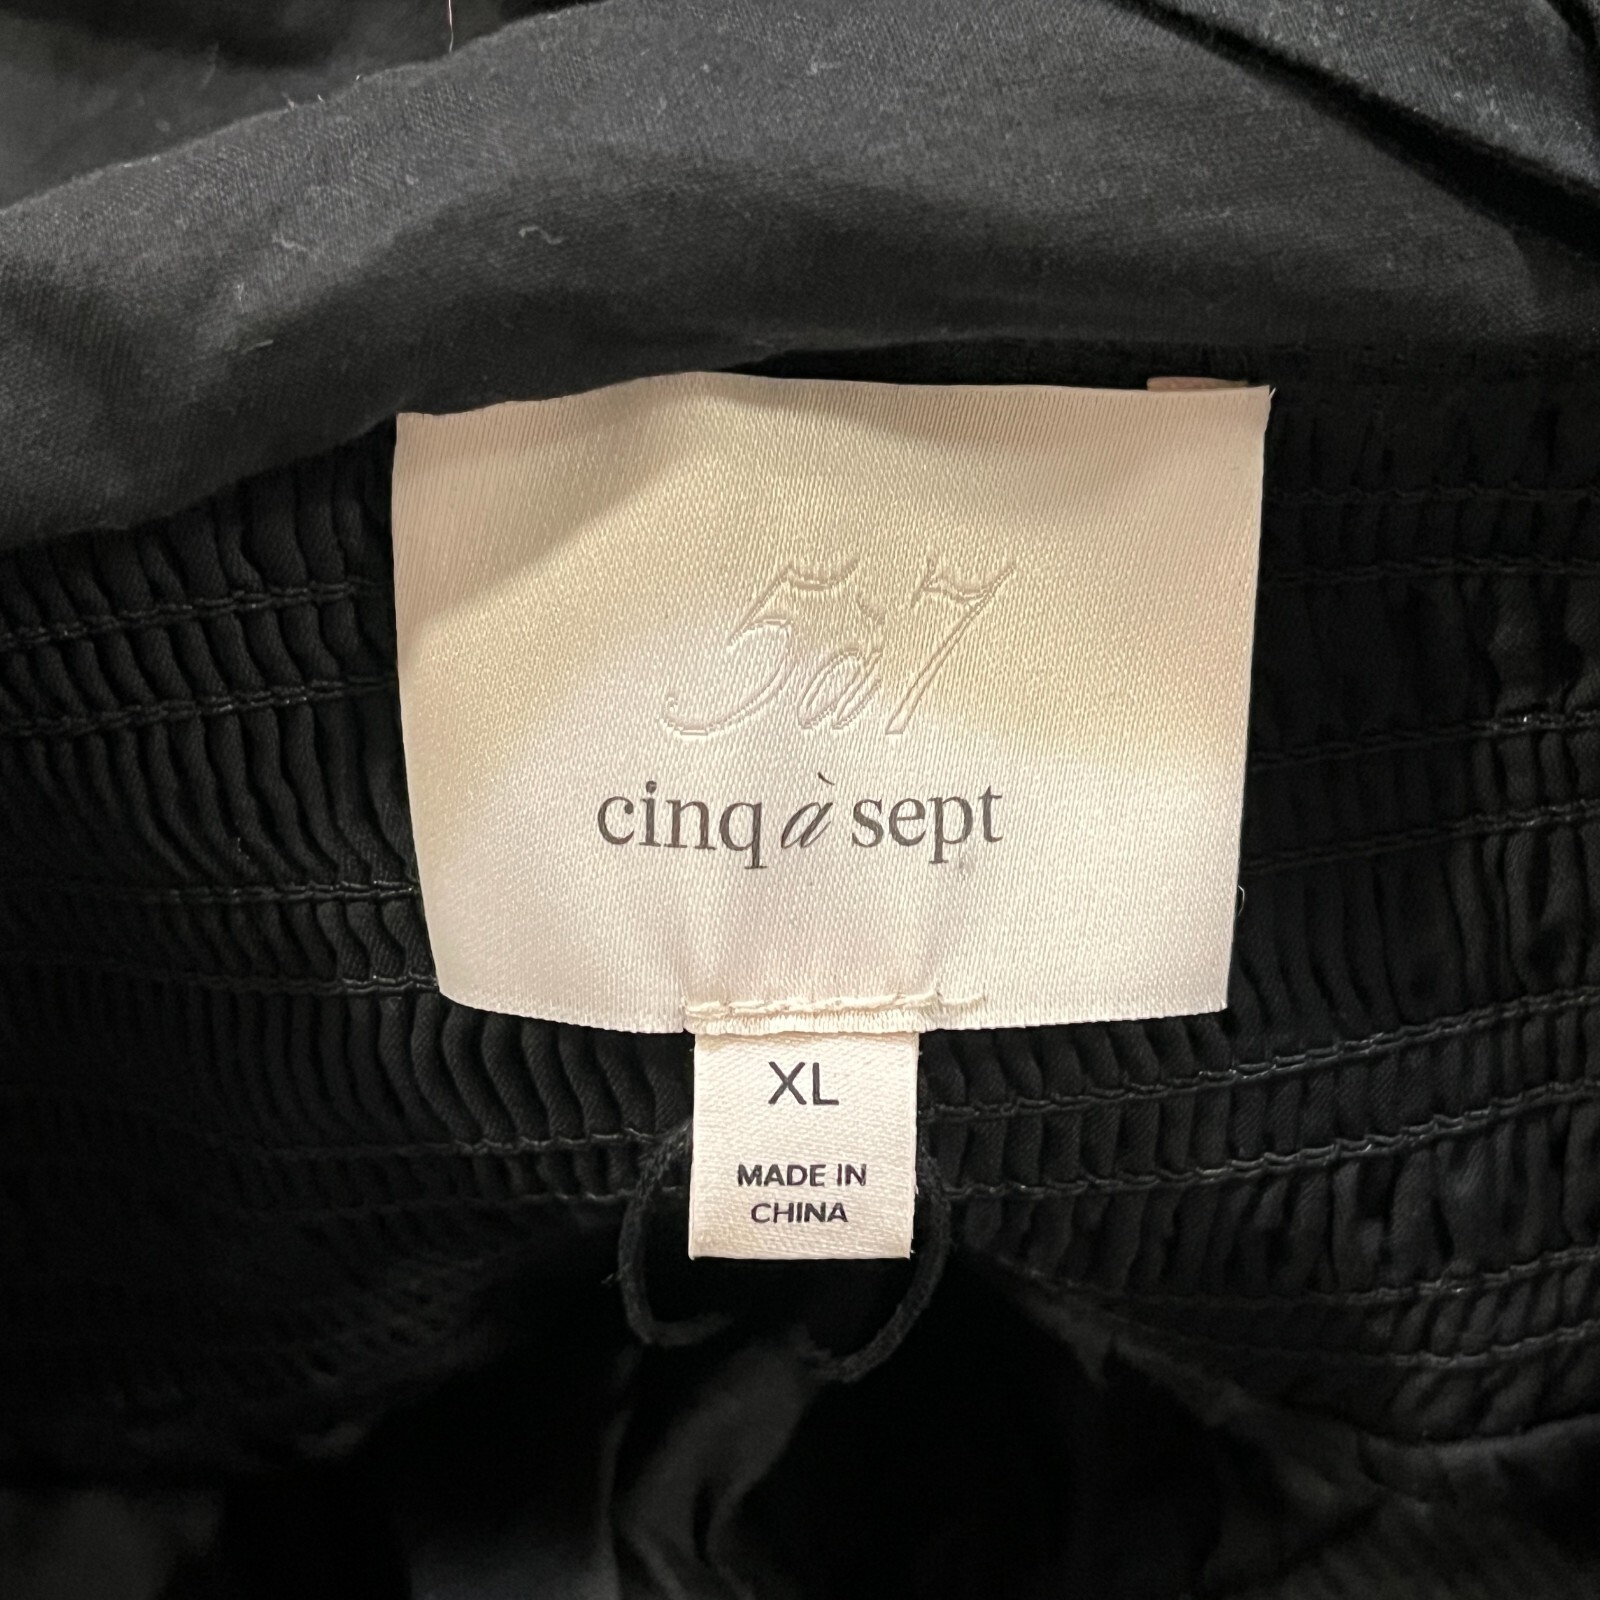 5à7
cinq à sept
XL
MADE IN
CHINA